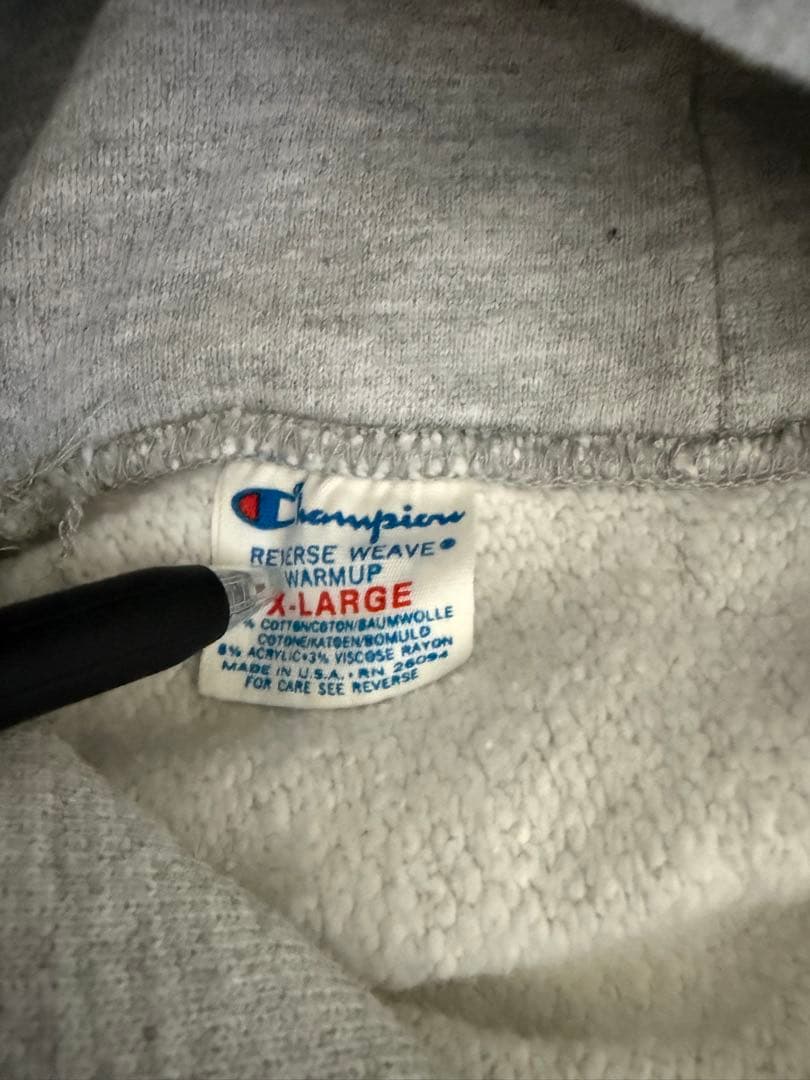 Champion
REVERSE WEAVE
WARMUP
X-LARGE
% COTTON/COTON/BAUMWOLLE
COTONE/KATOEN/BOMULD
8% ACRYLIC•3% VISCOSE RAYON
MADE IN U.S.A. • RN 26094
FOR CARE SEE REVERSE